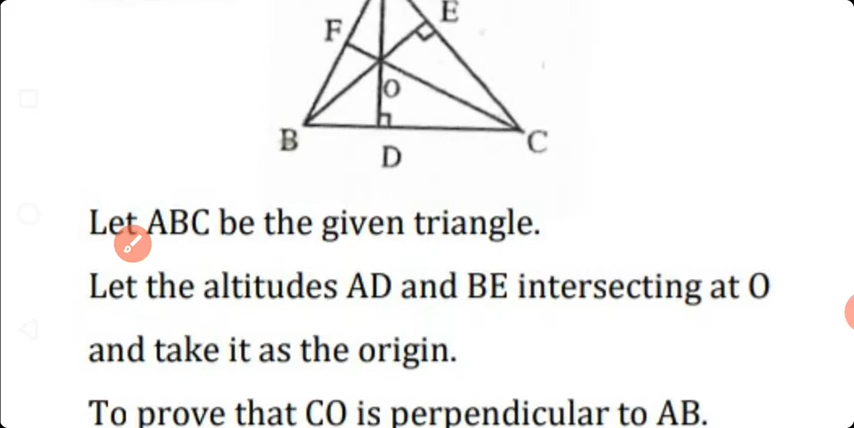 E
F
O
B
C
D
Let ABC be the given triangle.
Let the altitudes AD and BE intersecting at O
and take it as the origin.
To prove that CO is perpendicular to AB.